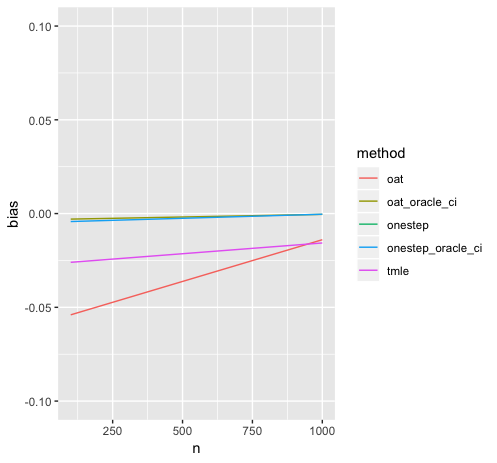 0.10
0.05
0.00
-0.05
-0.10
bias
250
500
750
1000
n
method
oat
oat_oracle_ci
onestep
onestep_oracle_ci
tmle